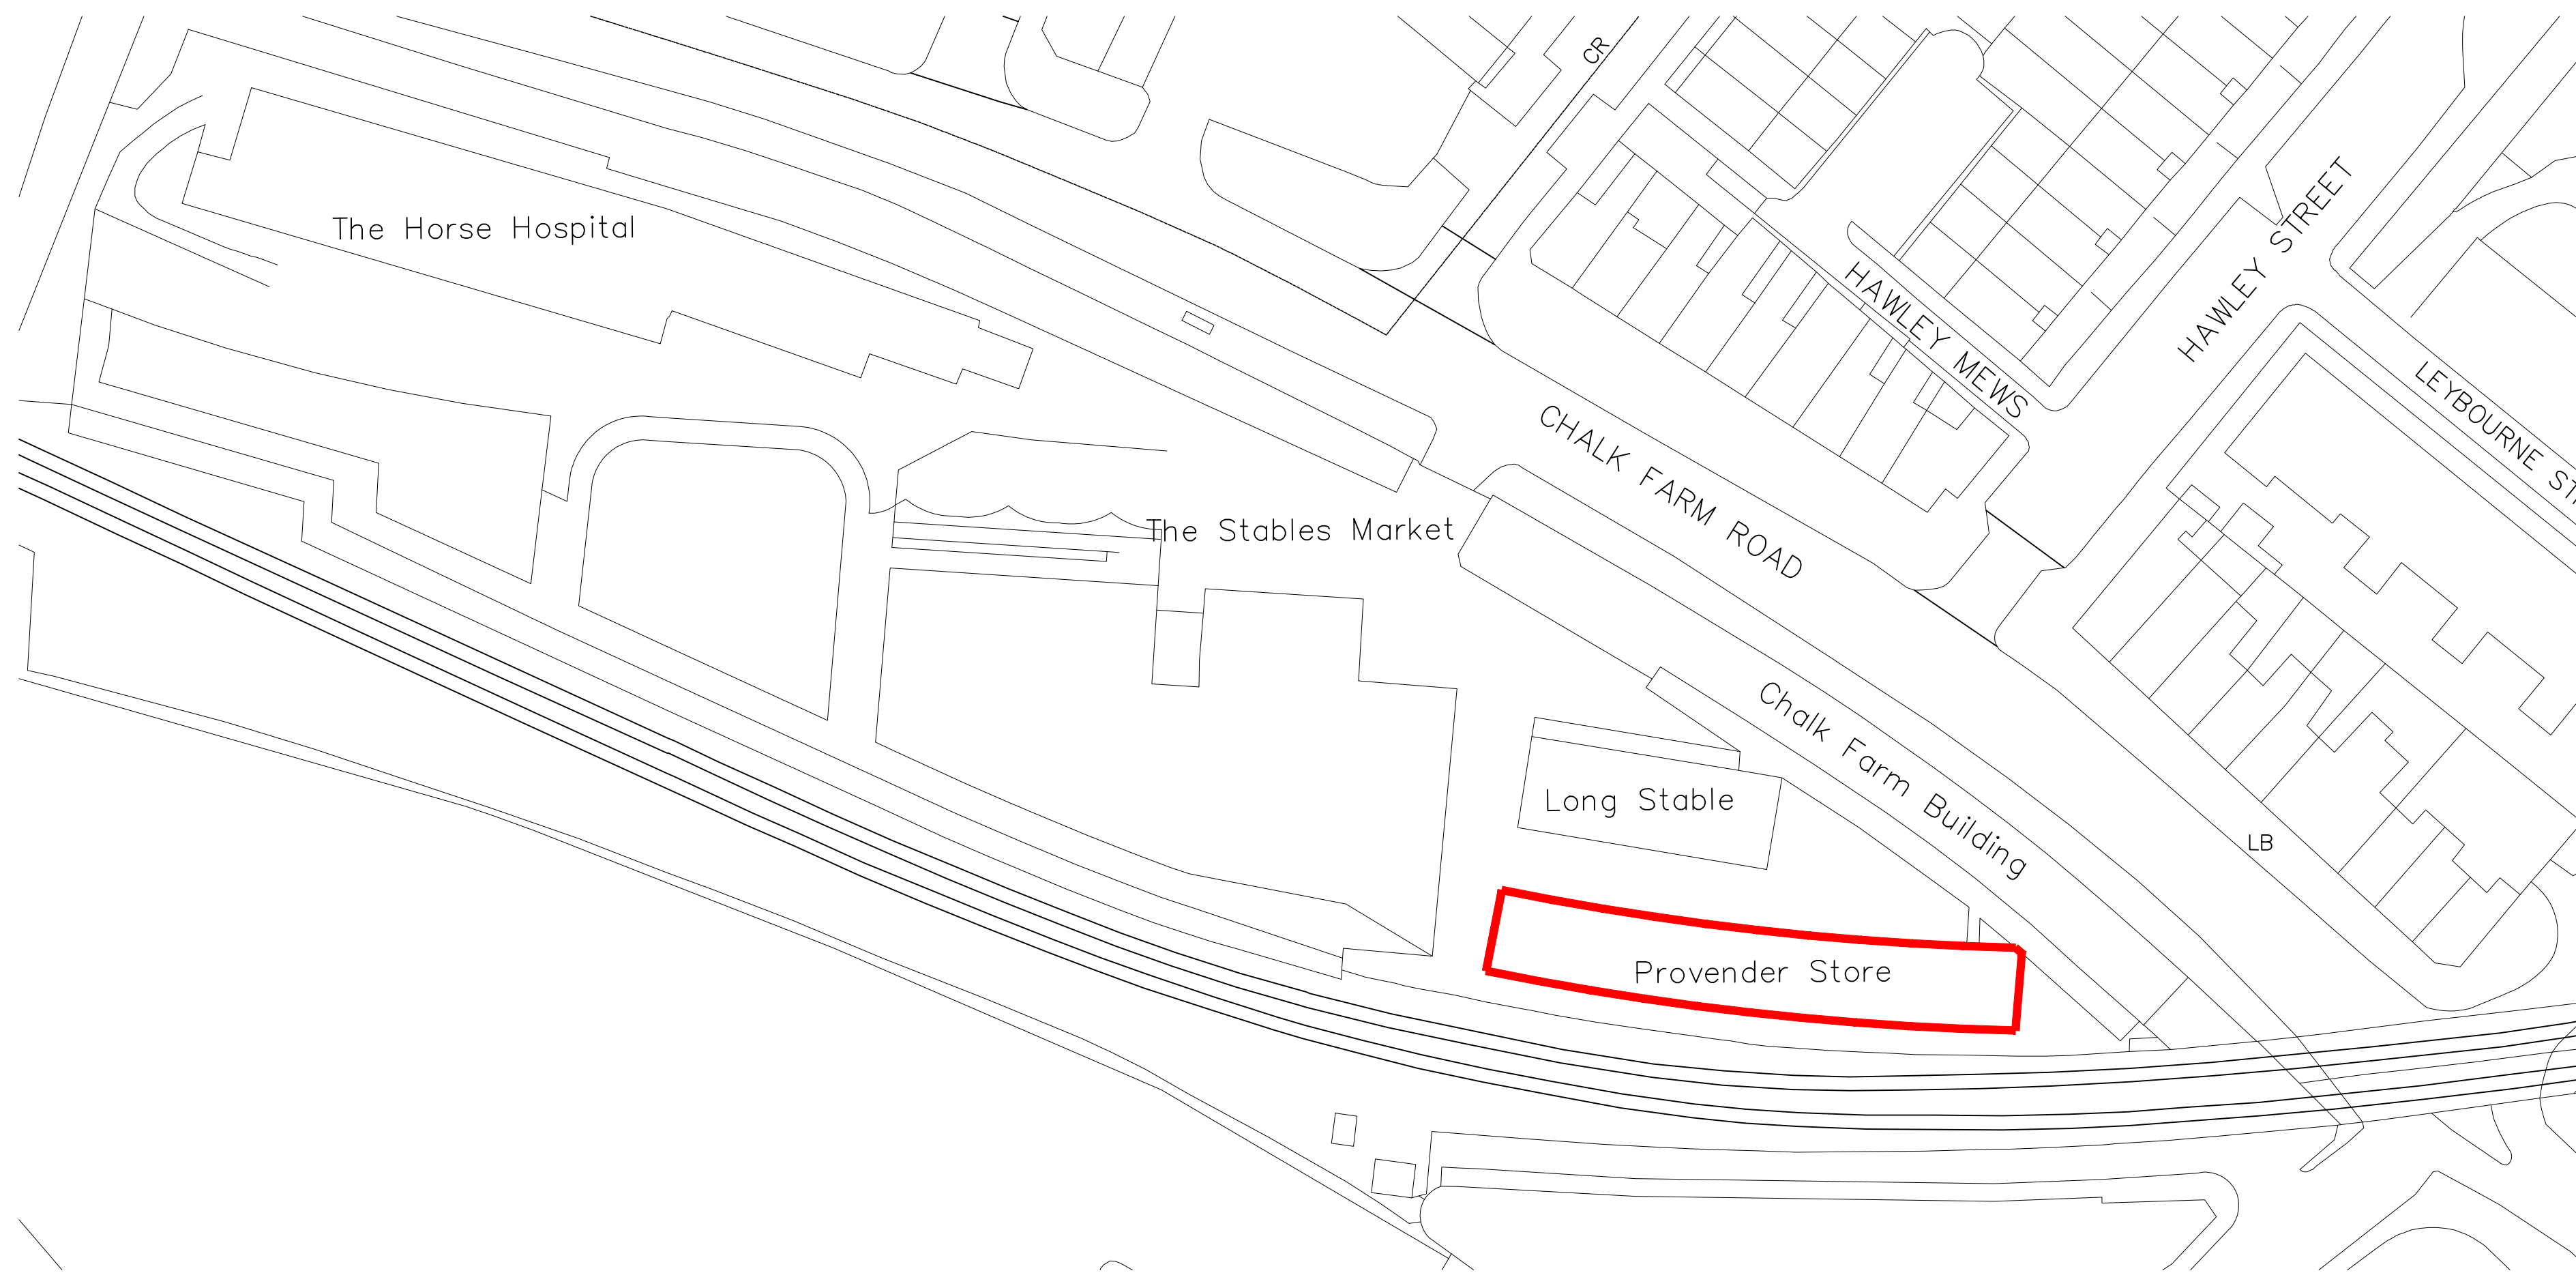 CR
The Horse Hospital
HAWLEY STREET
HAWLEY MEWS
LEYBOURNE ST
CHALK FARM ROAD
The Stables Market
Chalk Farm Building
Long Stable
LB
Provender Store